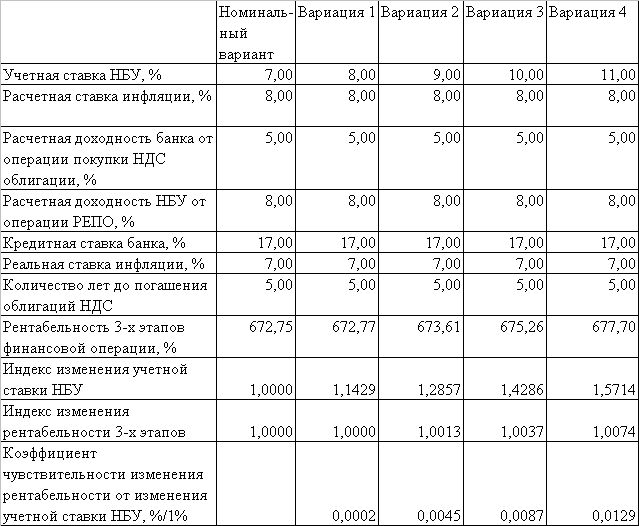 Номиналь- Вариация 1 Вариация 2 Вариация 3 Вариация 4
ный
вариант
Учетная ставка НБУ, % 7,00 8,00 9,00 10,00 11,00
Расчетная ставка инфляции, % 8,00 8,00 8,00 8,00 8,00
Расчетная доходность банка от 5,00 5,00 5,00 5,00 5,00
операции покупки НДС
облигации, %
Расчетная доходность НБУ от 8,00 8,00 8,00 8,00 8,00
операции РЕПО, %
Кредитная ставка банка, % 17,00 17,00 17,00 17,00 17,00
Реальная ставка инфляции, % 7,00 7,00 7,00 7,00 7,00
Количество лет до погашения 5,00 5,00 5,00 5,00 5,00
облигаций НДС
Рентабельность 3-х этапов 672,75 672,77 673,61 675,26 677,70
финансовой операции, %
Индекс изменения учетной
ставки НБУ 1,0000 1,1429 1,2857 1,4286 1,5714
Индекс изменения
рентабельности 3-х этапов 1,0000 1,0000 1,0013 1,0037 1,0074
Коэффициент
чувствительности изменения
рентабельности от изменения
учетной ставки НБУ, %/1% 0,0002 0,0045 0,0087 0,0129